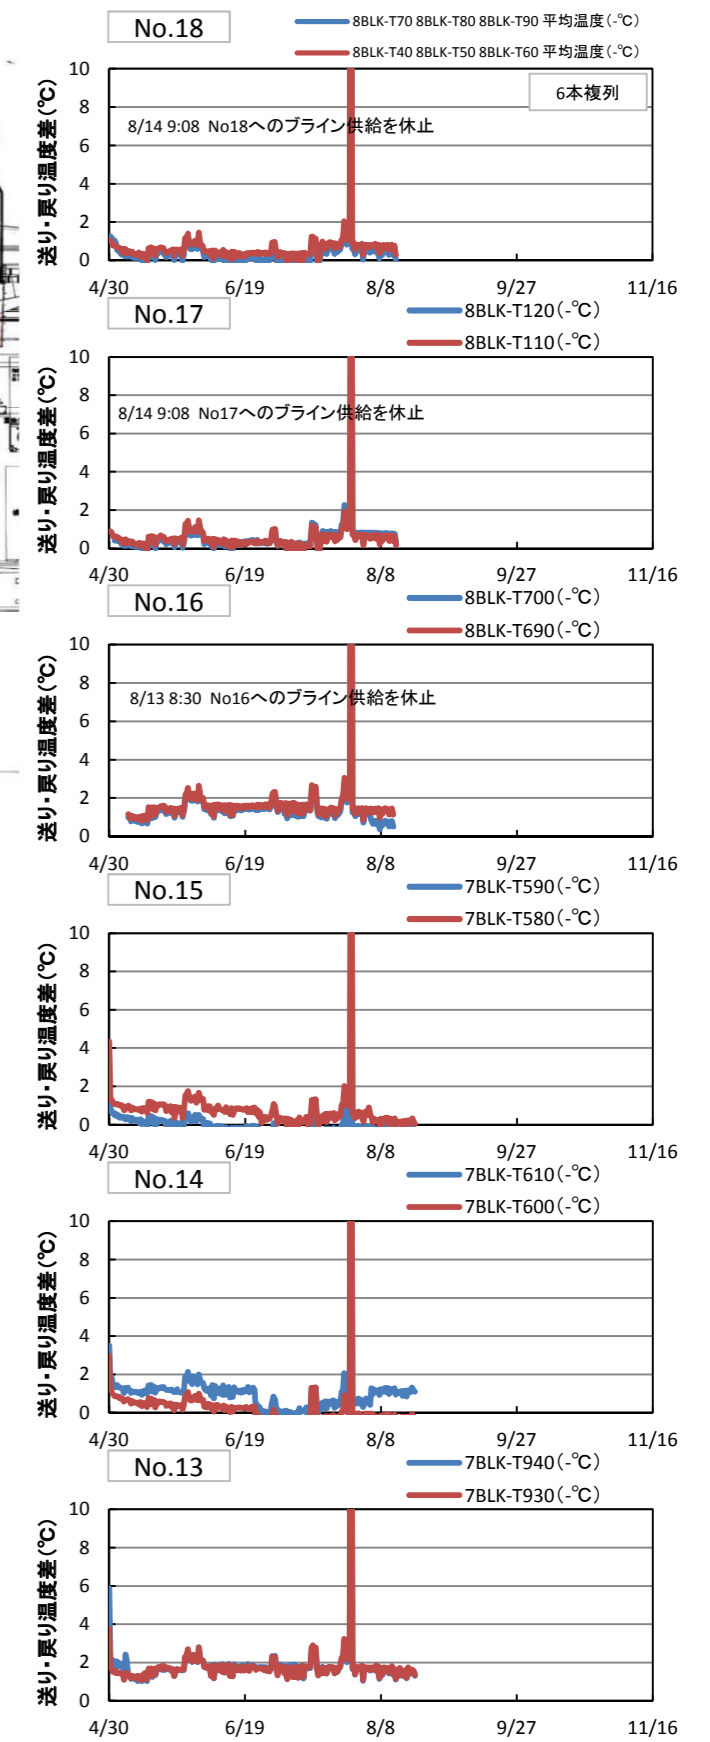 No.18
8BLK-T70 8BLK-T80 8BLK-T90 平均温度(-℃)
8BLK-T40 8BLK-T50 8BLK-T60 平均温度(-℃)
送り・戻り温度差(℃)
10
8
6
4
2
0
6本複列
8/14 9:08 No18へのブライン供給を休止
4/30 6/19 8/8 9/27 11/16
No.17
8BLK-T120(-℃)
8BLK-T110(-℃)
送り・戻り温度差(℃)
10
8
6
4
2
0
8/14 9:08 No17へのブライン供給を休止
4/30 6/19 8/8 9/27 11/16
No.16
8BLK-T700(-℃)
8BLK-T690(-℃)
送り・戻り温度差(℃)
10
8
6
4
2
0
8/13 8:30 No16へのブライン供給を休止
4/30 6/19 8/8 9/27 11/16
No.15
7BLK-T590(-℃)
7BLK-T580(-℃)
送り・戻り温度差(℃)
10
8
6
4
2
0
4/30 6/19 8/8 9/27 11/16
No.14
7BLK-T610(-℃)
7BLK-T600(-℃)
送り・戻り温度差(℃)
10
8
6
4
2
0
4/30 6/19 8/8 9/27 11/16
No.13
7BLK-T940(-℃)
7BLK-T930(-℃)
送り・戻り温度差(℃)
10
8
6
4
2
0
4/30 6/19 8/8 9/27 11/16